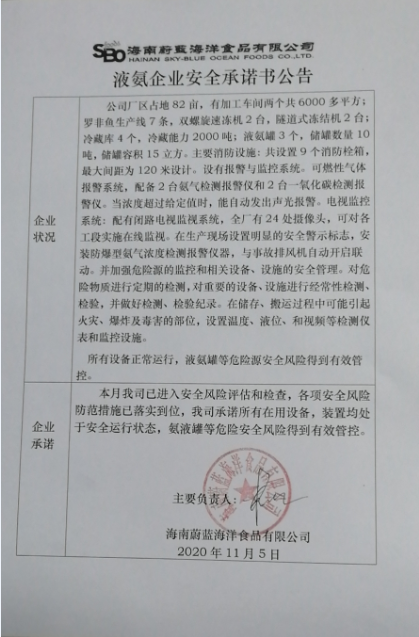 SBO 海南蔚蓝海洋食品有限公司
HAINAN SKY-BLUE OCEAN FOODS CO.,LTD
液氨企业安全承诺书公告
企业
状况
公司厂区占地82亩，有加工车间两个共6000多平方；
罗非鱼生产线7条，双螺旋速冻机2台，隧道式冻结机2台；
冷藏库4个，冷藏能力2000吨；液氨罐3个，储罐数量10
吨，储罐容积15立方。主要消防设施：共设置9个消防栓箱，
最大间距为120米设计。没有报警与监控系统。可燃性气体
报警系统，配备2台氨气检测报警仪和2台一氧化碳检测报
警仪。当浓度超过给定值时，能自动发出声光报警。电视监控
系统：配有闭路电视监视系统，全厂有24处摄像头，可对各
工段实施在线监视。在生产现场设置明显的安全警示标志，安
装防爆型氨气浓度检测报警仪器，与事故排风机自动开启联
动。并加强危险源的监控和相关设备、设施的安全管理。对危
险物质进行定期的检测，对重要的设备、设施进行经常性检测、
检验，并做好检测、检验纪录。在储存、搬运过程中可能引起
火灾、爆炸及毒害的部位，设置温度、液位、和视频等检测仪
表和监控设施。
所有设备正常运行，液氨罐等危险源安全风险得到有效管
控。
企业
承诺
本月我司已进入安全风险评估和检查，各项安全风险
防范措施已落实到位，我司承诺所有在用设备，装置均处
于安全运行状态，氨液罐等危险安全风险得到有效管控。
主要负责人：
海南蔚蓝海洋食品有限公司
2020年11月5日